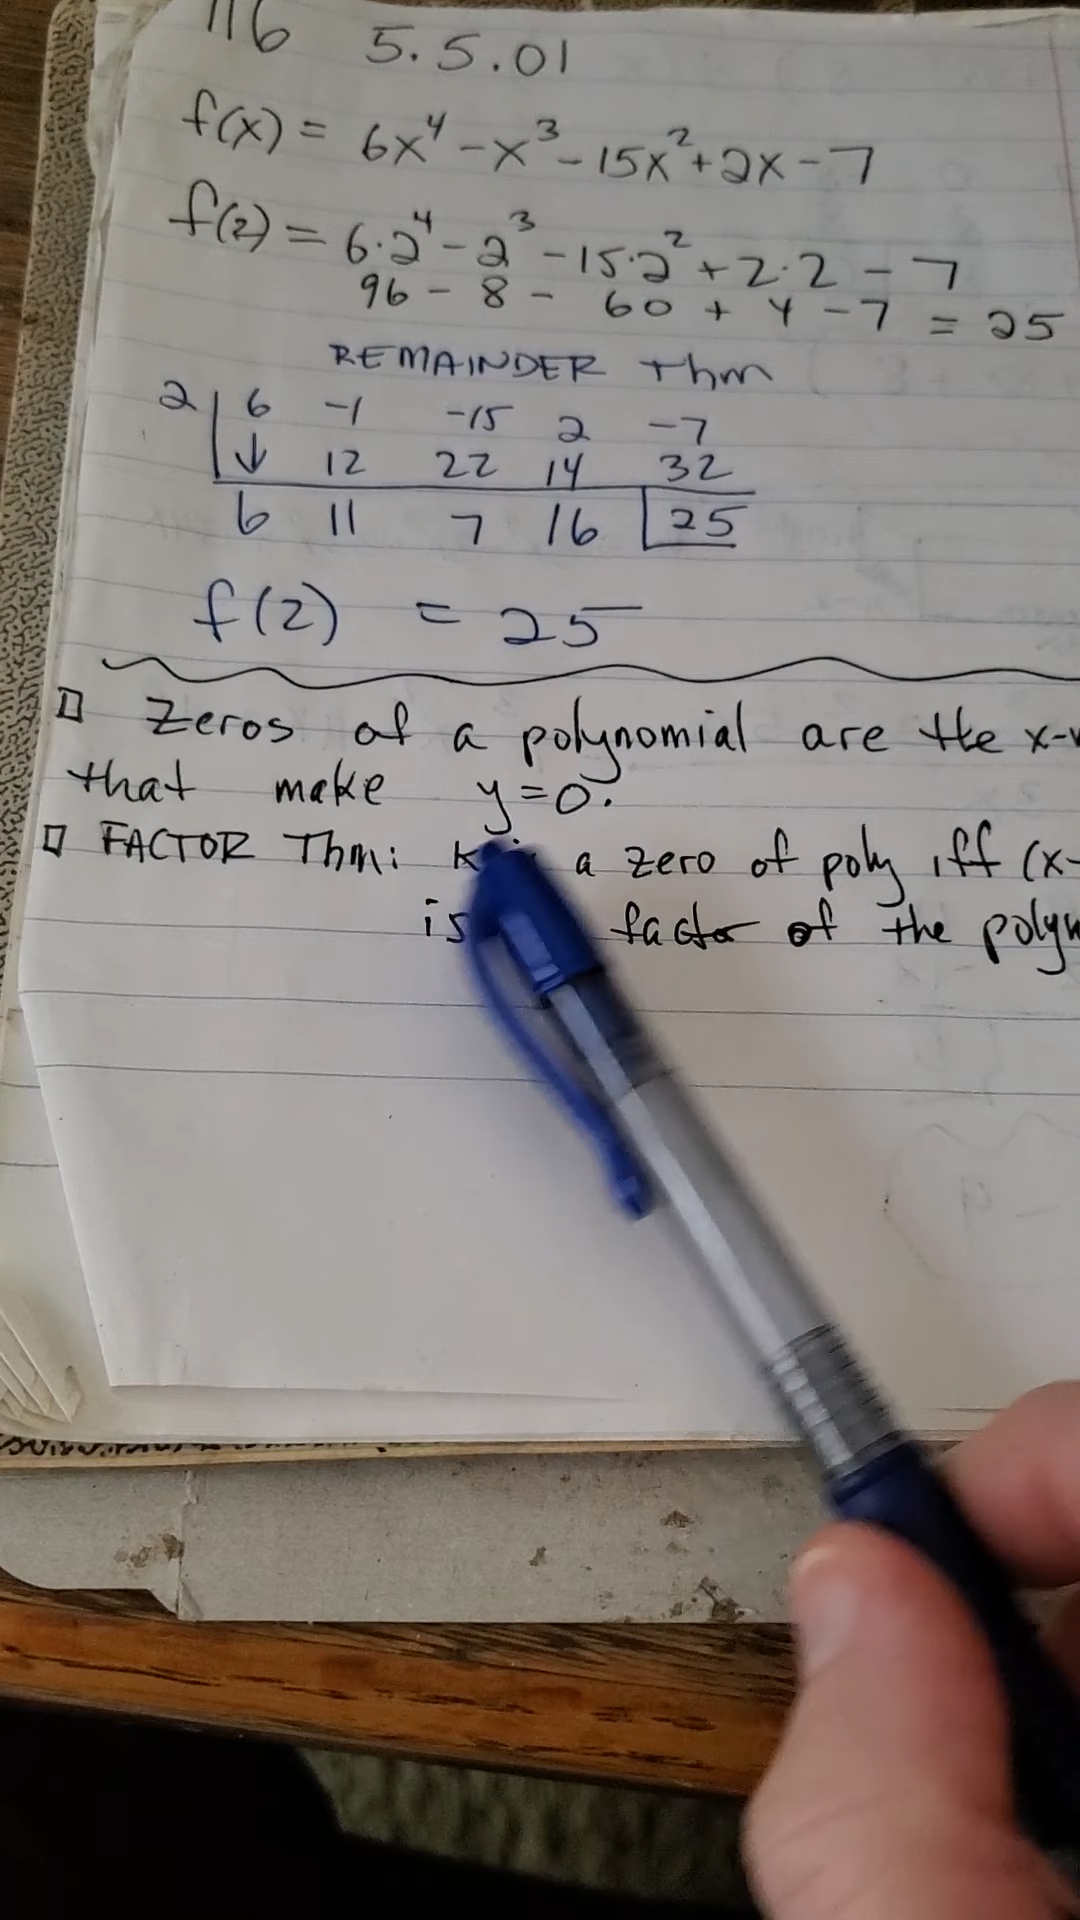 116 5.5.01
f(x) = 6x⁴ - x³ - 15x² + 2x - 7
f(2) = 6·2⁴ - 2³ - 15·2² + 2·2 - 7
96 - 8 - 60 + 4 - 7 = 25
REMAINDER Thm
2 | 6 -1 -15 2 -7
↓ 12 22 14 32
6 11 7 16 25
f(2) = 25
Zeros of a polynomial are the
that make y=0.
FACTOR Thm: K a zero of poly iff (x-
is factor of the